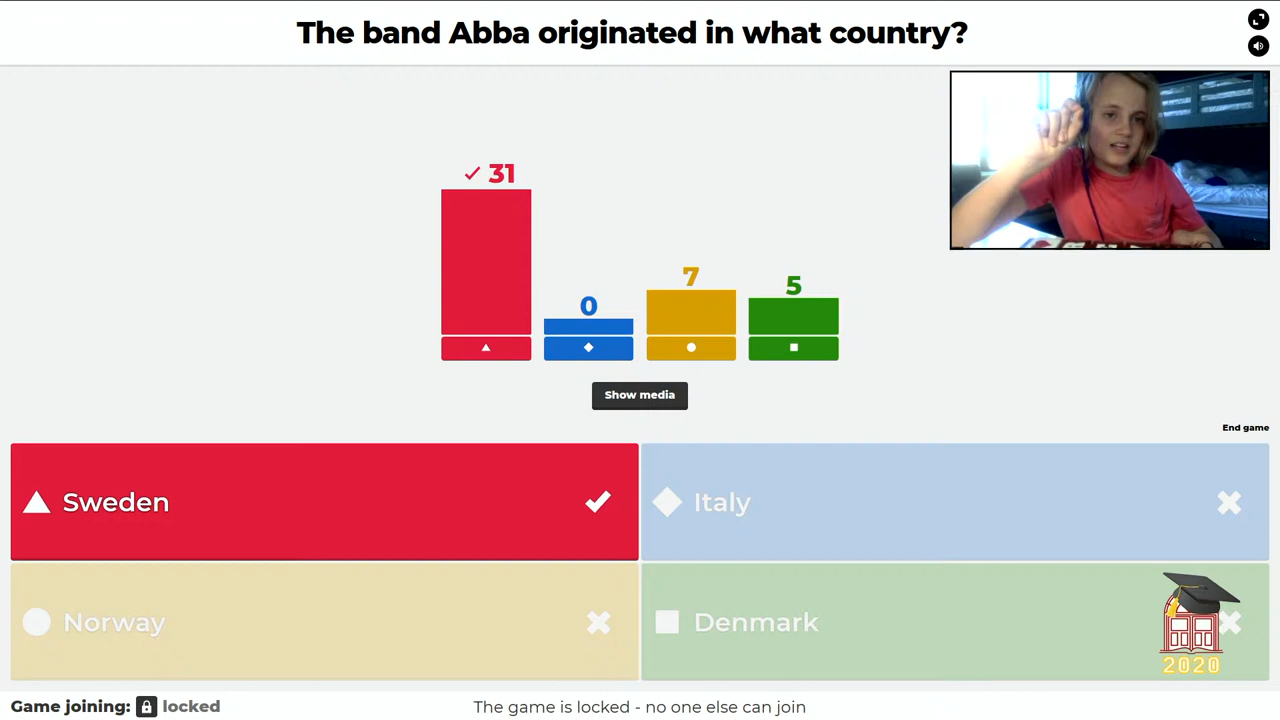 The band Abba originated in what country?
31
0
7
5
Show media
End game
Sweden
Italy
Norway
Denmark
2020
Game joining: locked
The game is locked - no one else can join